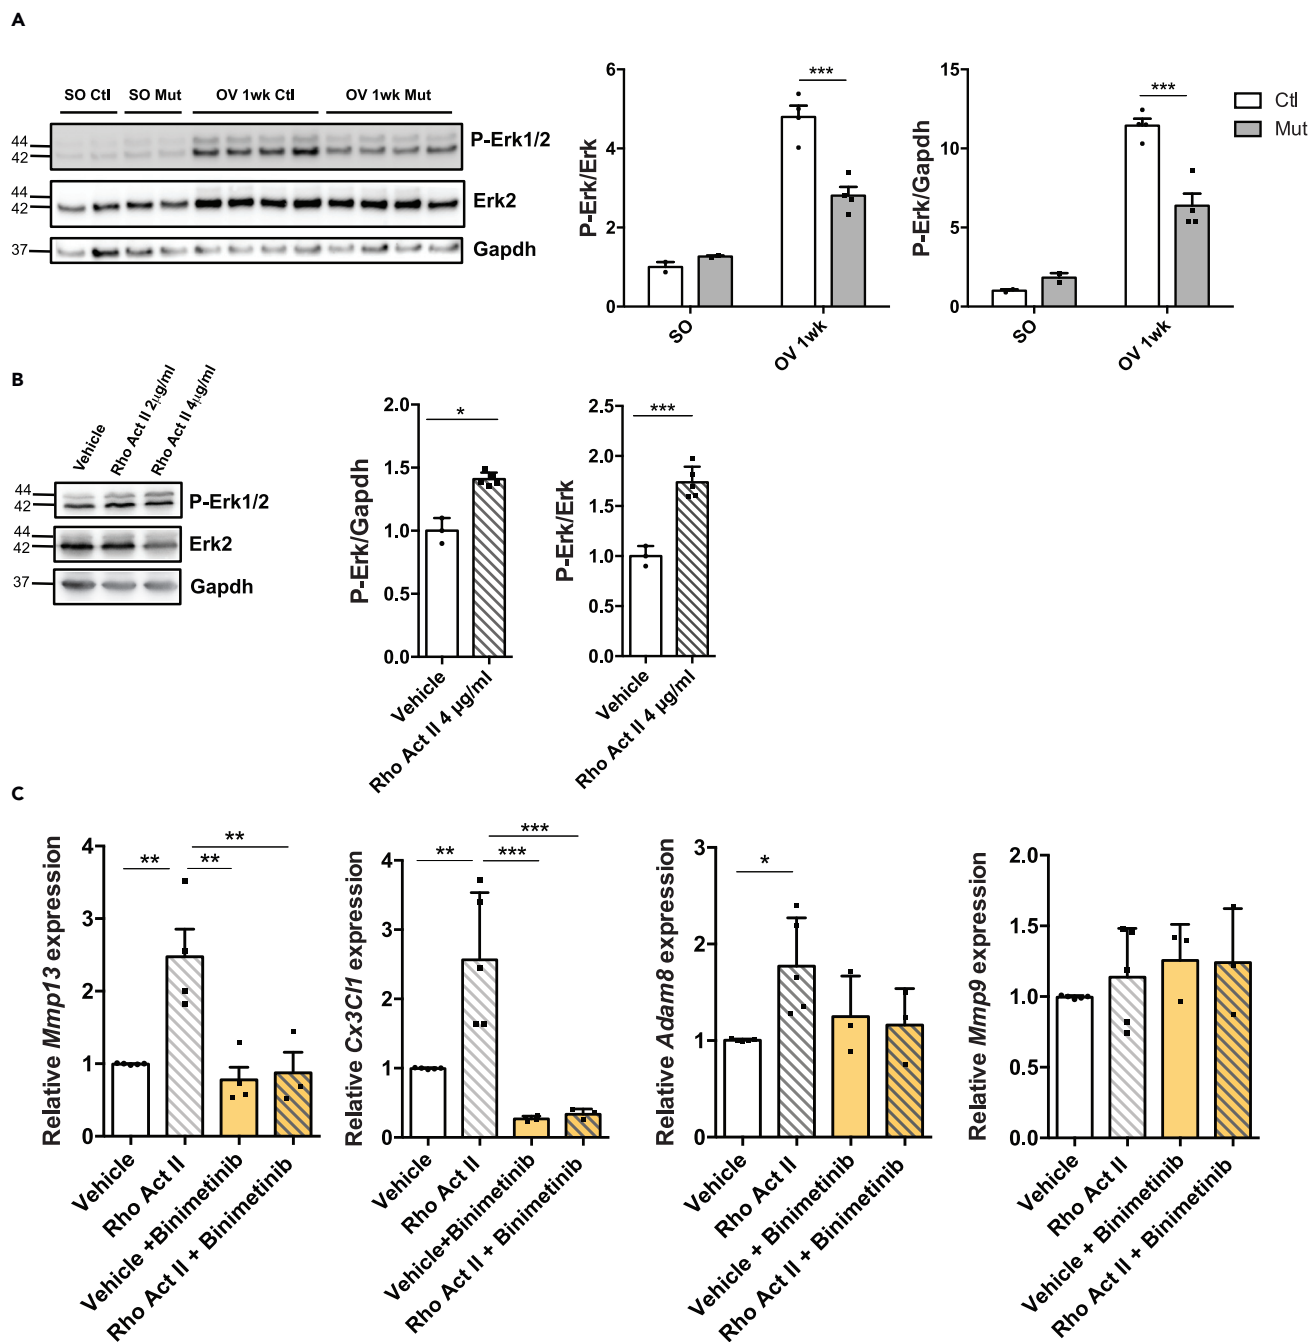 A
SO Ctl SO Mut OV 1wk Ctl OV 1wk Mut
44
42
P-Erk1/2
44
42
Erk2
37
Gapdh
P-Erk/Erk
6
4
2
0
***
SO
OV 1wk
P-Erk/Gapdh
15
10
5
0
***
SO
OV 1wk
Ctl
Mut
B
Vehicle
Rho Act II 2µg/ml
Rho Act II 4µg/ml
44
42
P-Erk1/2
44
42
Erk2
37
Gapdh
P-Erk/Gapdh
2.0
1.5
1.0
0.5
0.0
*
Vehicle
Rho Act II 4 µg/ml
P-Erk/Erk
2.5
2.0
1.5
1.0
0.5
0.0
***
Vehicle
Rho Act II 4 µg/ml
C
Relative Mmp13 expression
4
3
2
1
0
**
**
**
Vehicle
Rho Act II
Vehicle +Binimetinib
Rho Act II + Binimetinib
Relative Cx3Cl1 expression
4
3
2
1
0
***
**
***
Vehicle
Rho Act II
Vehicle+Binimetinib
Rho Act II + Binimetinib
Relative Adam8 expression
3
2
1
0
*
Vehicle
Rho Act II
Vehicle + Binimetinib
Rho Act II + Binimetinib
Relative Mmp9 expression
2.0
1.5
1.0
0.5
0.0
Vehicle
Rho Act II
Vehicle + Binimetinib
Rho Act II + Binimetinib